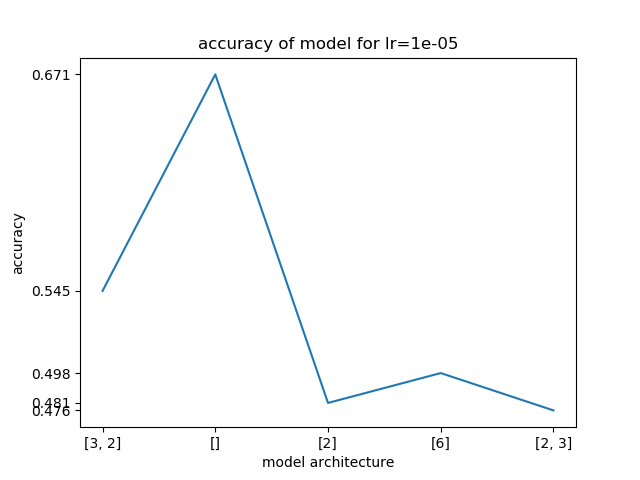 accuracy of model for lr=1e-05
accuracy
0.671
0.545
0.498
0.481
0.476
[3, 2] [] [2] [6] [2, 3]
model architecture